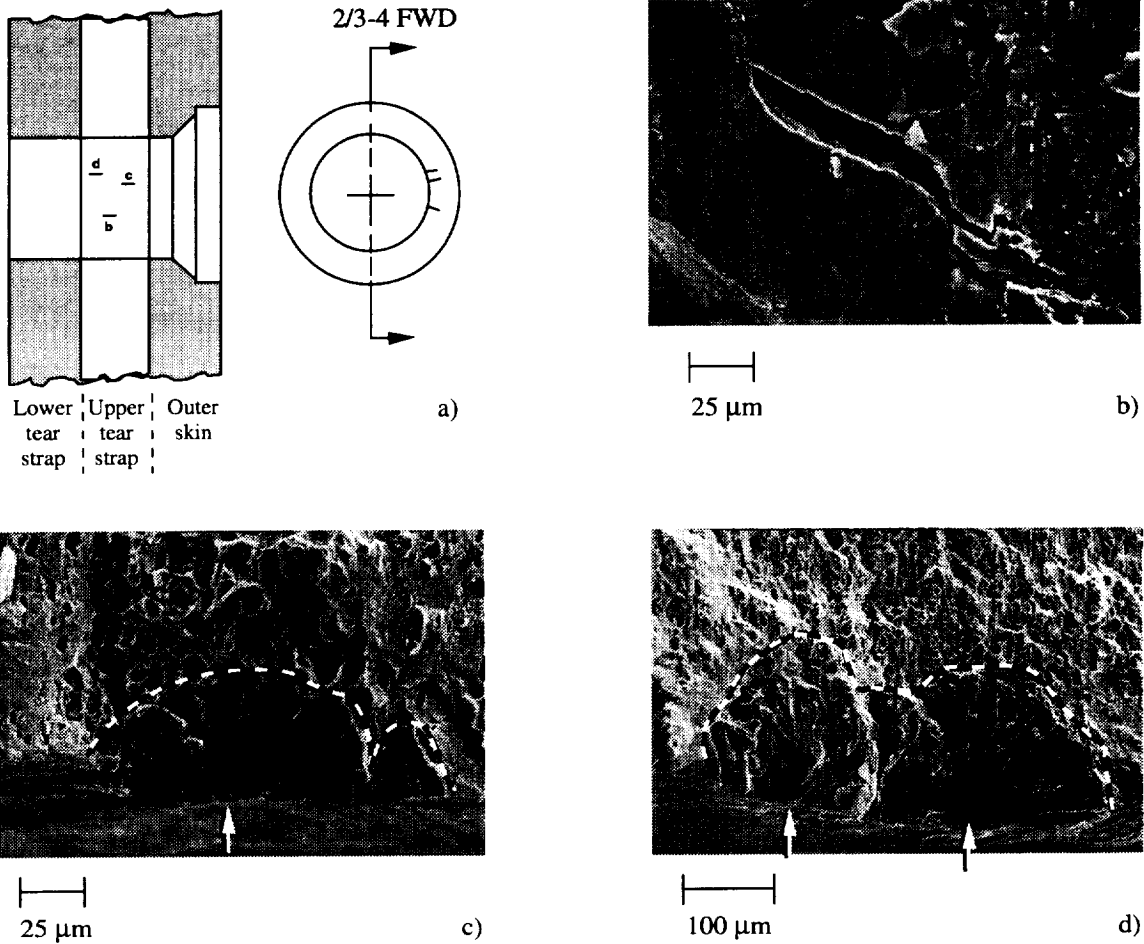 2/3-4 FWD
d
c
b
Lower tear strap
Upper tear strap
Outer skin
a)
25 µm
b)
25 µm
c)
100 µm
d)